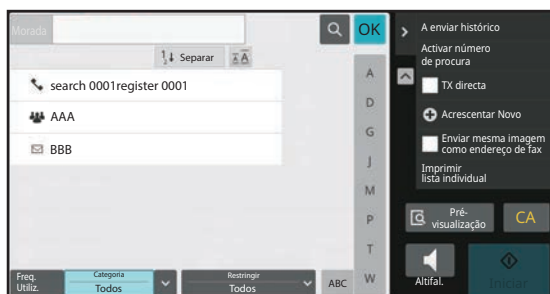 Morada
OK
Separar
A
search 0001register 0001
AAA
BBB
A
D
G
J
M
P
T
W
Freq.
Utiliz.
Categoria
Todos
Restringir
Todos
ABC
A enviar histórico
Activar número
de procura
TX directa
Acrescentar Novo
Enviar mesma imagem
como endereço de fax
Imprimir
lista individual
Pré-
visualização
CA
Altifal.
Iniciar